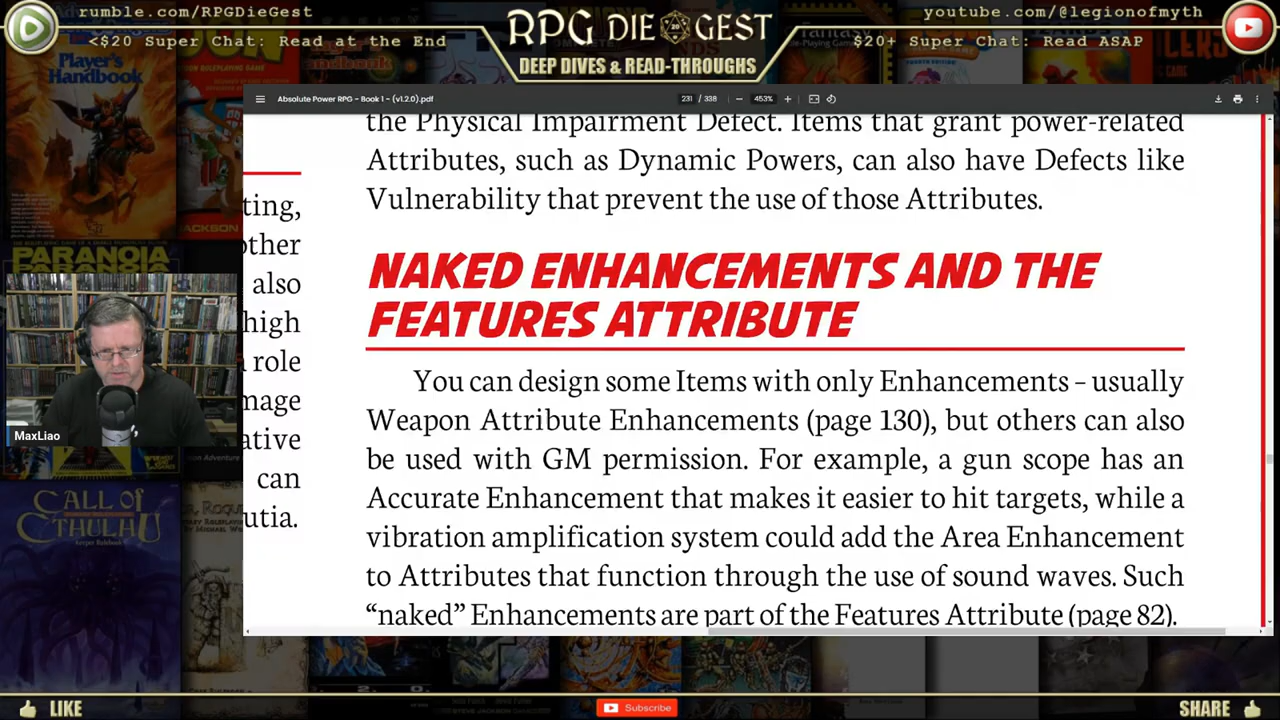 rumble.com/RPGDieGest
<$20 Super Chat: Read at the End
RPG DIE GEST
DEEP DIVES & READ-THROUGHS
youtube.com/@legionofmyth
$20+ Super Chat: Read ASAP
Player's
Handbook
Absolute Power RPG - Book 1 - (v1.2.0).pdf
231 / 338
453%
the Physical Impairment Defect. Items that grant power-related
Attributes, such as Dynamic Powers, can also have Defects like
Vulnerability that prevent the use of those Attributes.
ting,
other
also
high
role
mage
ative
can
utia.
NAKED ENHANCEMENTS AND THE
FEATURES ATTRIBUTE
You can design some Items with only Enhancements – usually
Weapon Attribute Enhancements (page 130), but others can also
be used with GM permission. For example, a gun scope has an
Accurate Enhancement that makes it easier to hit targets, while a
vibration amplification system could add the Area Enhancement
to Attributes that function through the use of sound waves. Such
“naked” Enhancements are part of the Features Attribute (page 82).
JACKSON
PARANOIA
MaxLiao
CALL OF
CTHULHU
LIKE
Subscribe
SHARE